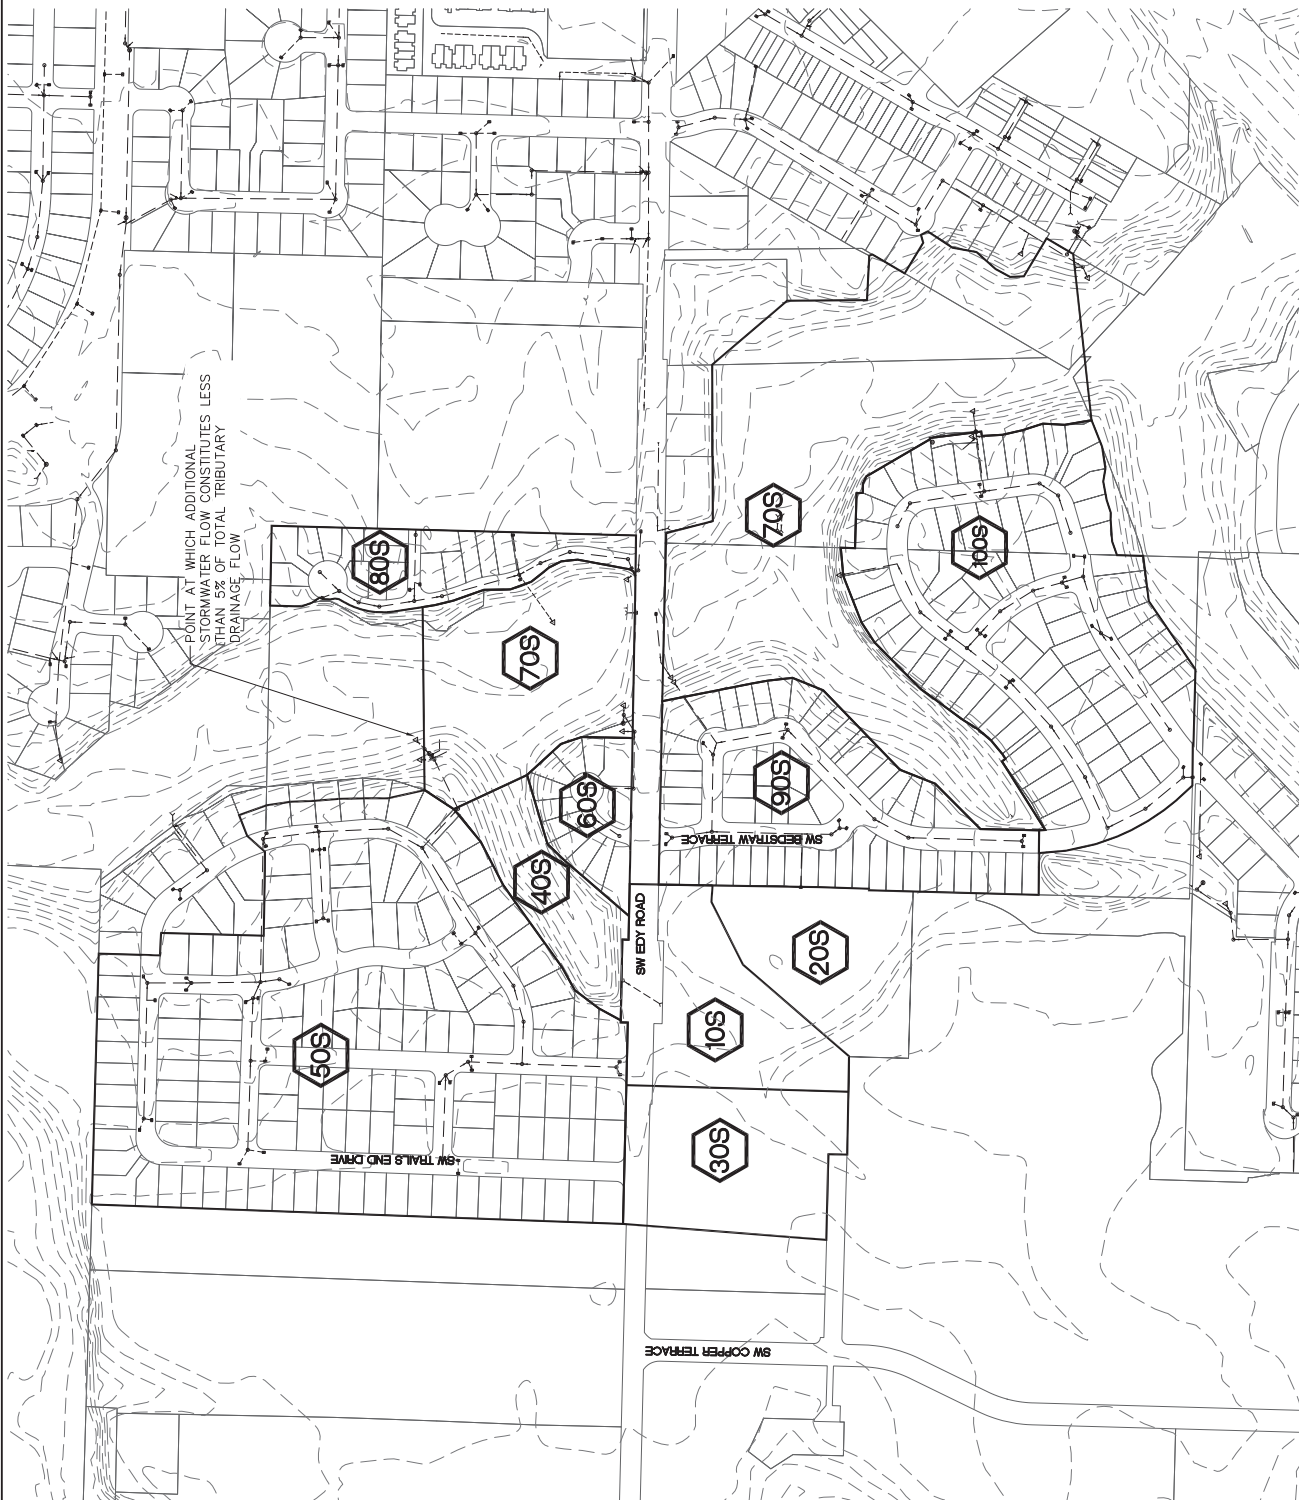 POINT AT WHICH ADDITIONAL
STORMWATER FLOW CONSTITUTES LESS
THAN 5% OF TOTAL TRIBUTARY
DRAINAGE FLOW
80S
70S
70S
100S
60S
90S
40S
SW BEDSTRAW TERRACE
SW EDY ROAD
20S
10S
50S
30S
SW TRAILS END DRIVE
SW COPPER TERRACE